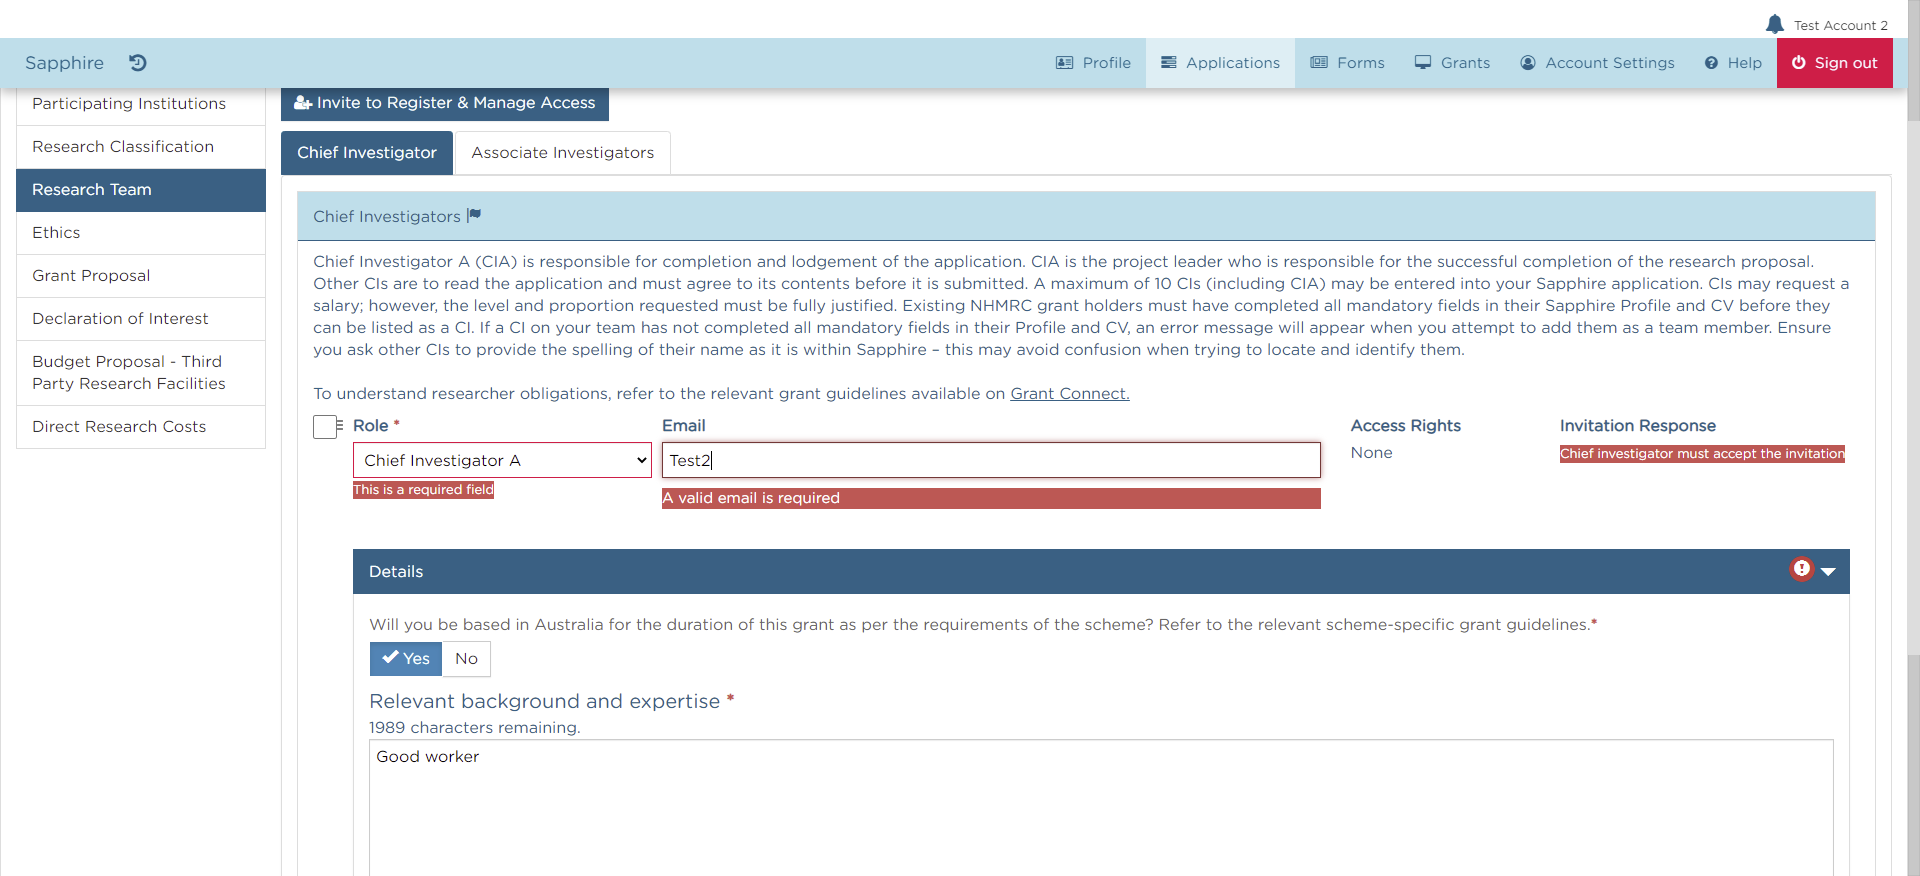 Test Account 2
Sapphire
Profile
Applications
Forms
Grants
Account Settings
Help
Sign out
Participating Institutions
Research Classification
Research Team
Ethics
Grant Proposal
Declaration of Interest
Budget Proposal - Third
Party Research Facilities
Direct Research Costs
Invite to Register & Manage Access
Chief Investigator
Associate Investigators
Chief Investigators
Chief Investigator A (CIA) is responsible for completion and lodgement of the application. CIA is the project leader who is responsible for the successful completion of the research proposal.
Other CIs are to read the application and must agree to its contents before it is submitted. A maximum of 10 CIs (including CIA) may be entered into your Sapphire application. CIs may request a
salary; however, the level and proportion requested must be fully justified. Existing NHMRC grant holders must have completed all mandatory fields in their Sapphire Profile and CV before they
can be listed as a CI. If a CI on your team has not completed all mandatory fields in their Profile and CV, an error message will appear when you attempt to add them as a team member. Ensure
you ask other CIs to provide the spelling of their name as it is within Sapphire – this may avoid confusion when trying to locate and identify them.
To understand researcher obligations, refer to the relevant grant guidelines available on Grant Connect.
Role *
Email
Access Rights
Invitation Response
Chief Investigator A
Test2
None
Chief investigator must accept the invitation
This is a required field
A valid email is required
Details
Will you be based in Australia for the duration of this grant as per the requirements of the scheme? Refer to the relevant scheme-specific grant guidelines.*
Yes
No
Relevant background and expertise *
1989 characters remaining.
Good worker